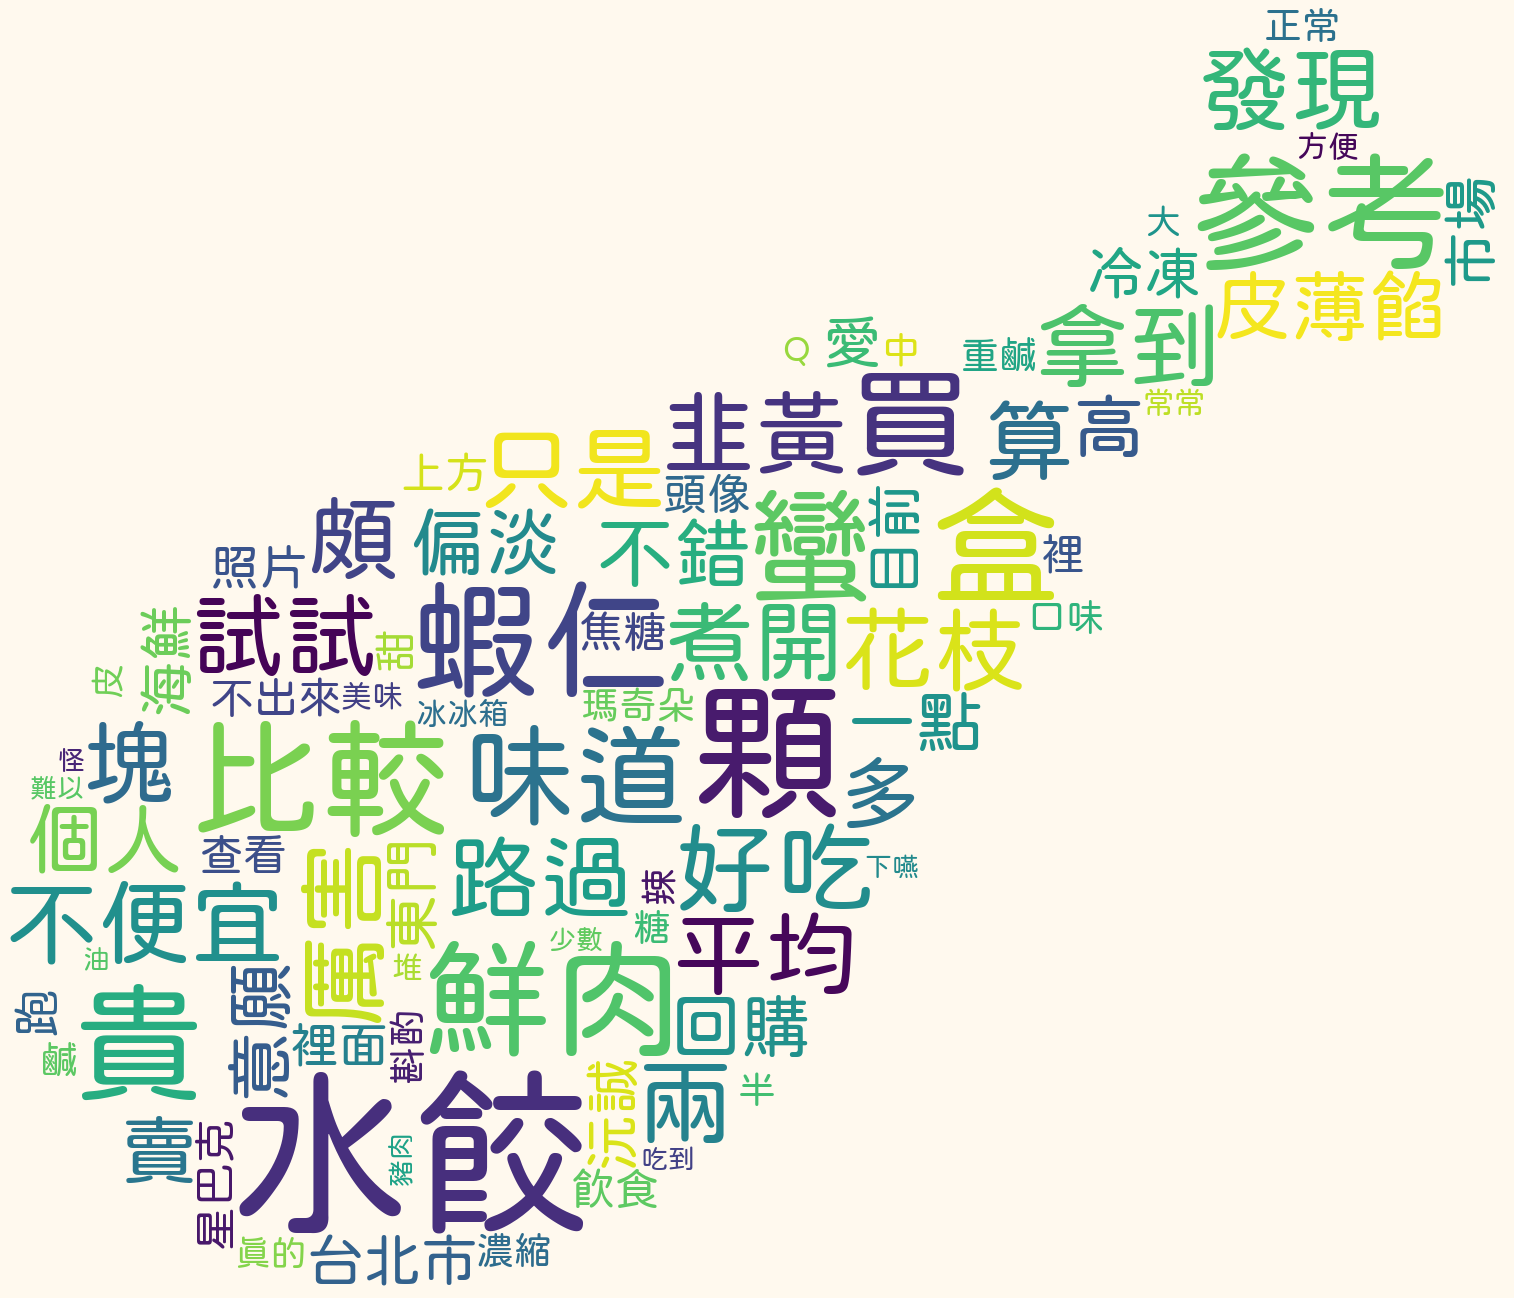 正常
發現
方便
參考
市場
大
冷凍
皮薄餡
拿到
Q
愛
中
重鹹
常常
韭黃
買
算
高
只是
上方
頭像
頗
偏淡
不錯
蠻
目前
盒
裡
照片
試試
甜
蝦仁
焦糖
煮開
花枝
口味
海鮮
皮
不出來
美味
冰冰箱
瑪奇朵
顆
一點
怪
塊
難以
比較
味道
多
個人
查看
厲害
東門
路過
辣
好吃
下嚥
不便宜
油
糖
少數
平均
堆
鮮肉
回購
跑
意願
裡面
斟酌
鹹
貴
水餃
沅誠
兩
半
賣
星巴克
豬肉
吃到
飲食
真的
台北市
濃縮